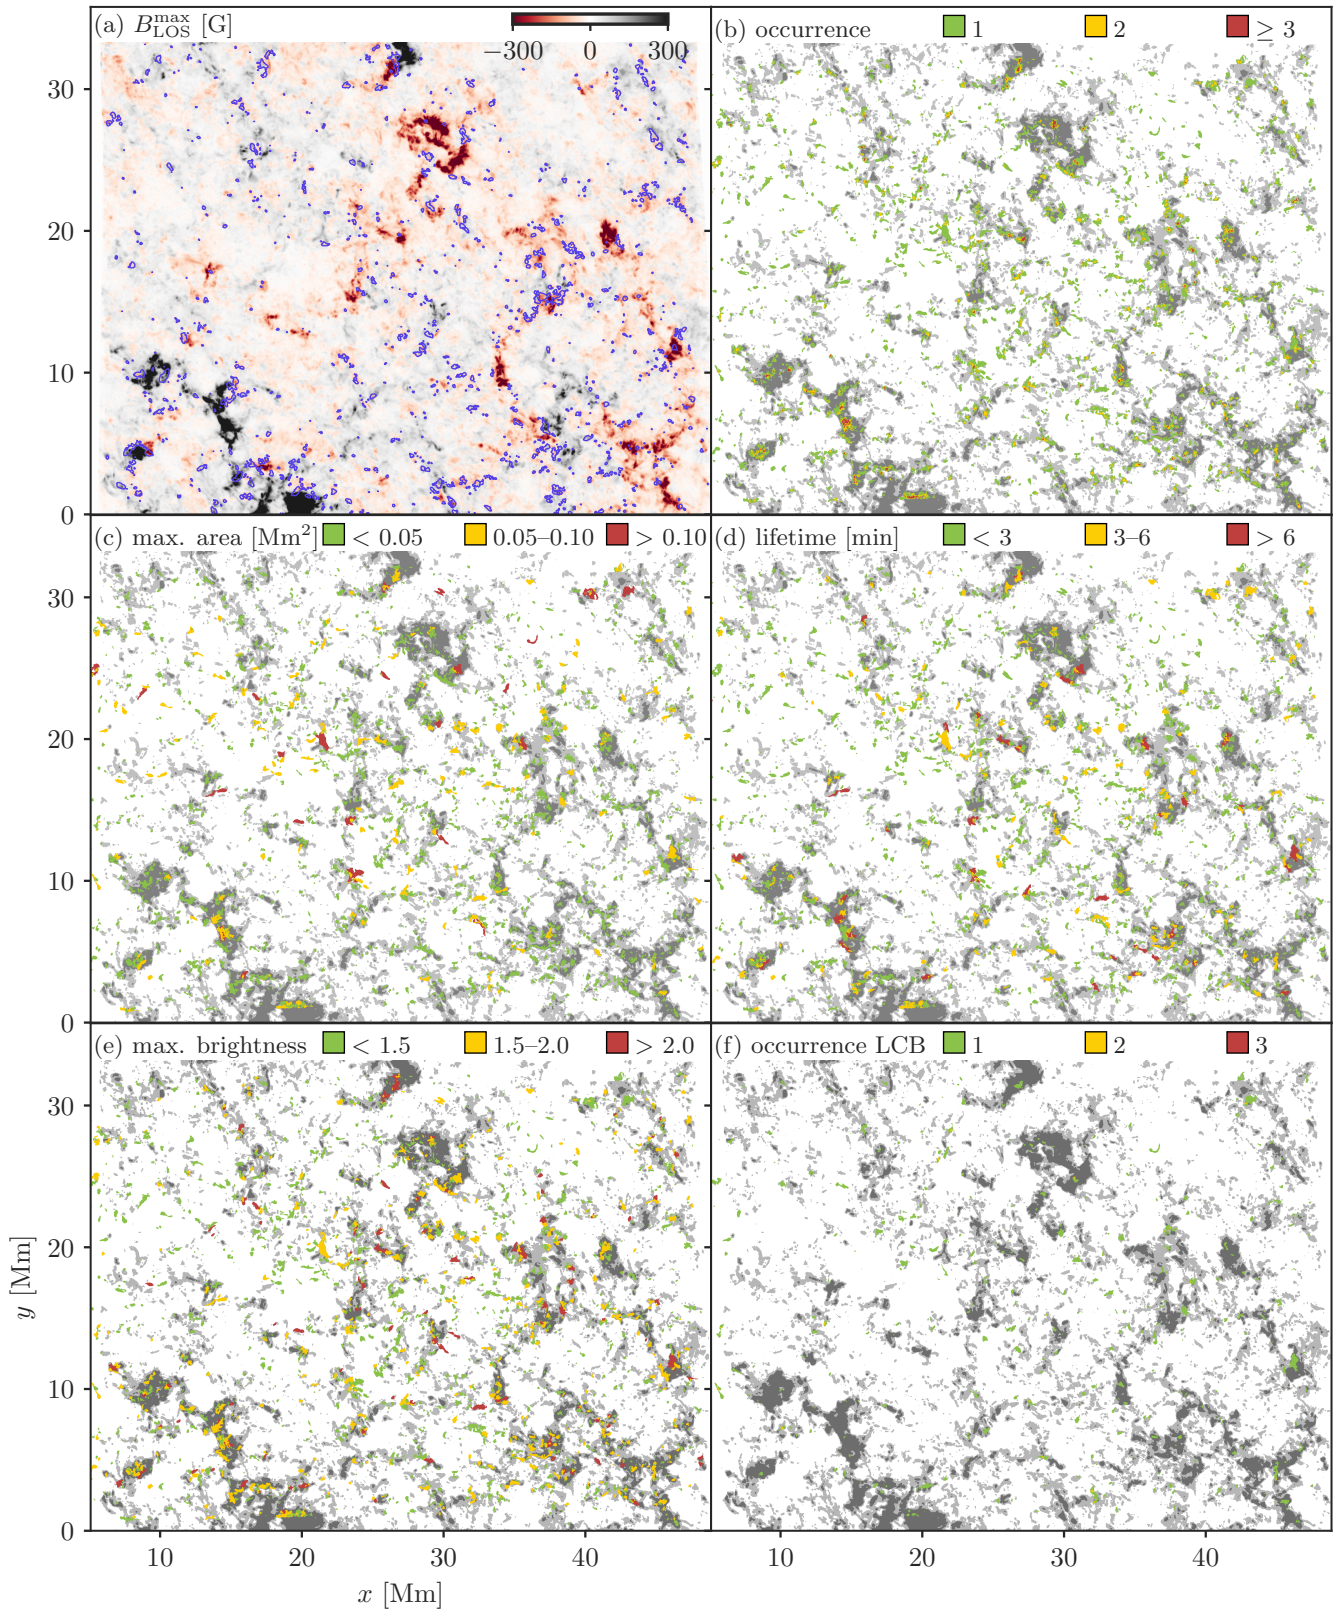 (a) B_LOS^max [G]
−300 0 300
(b) occurrence 1 2 ≥ 3
30
20
10
0
(c) max. area [Mm²] < 0.05 0.05–0.10 > 0.10
(d) lifetime [min] < 3 3–6 > 6
30
20
10
0
(e) max. brightness < 1.5 1.5–2.0 > 2.0
(f) occurrence LCB 1 2 3
30
20
10
0
y [Mm]
10 20 30 40
10 20 30 40
x [Mm]